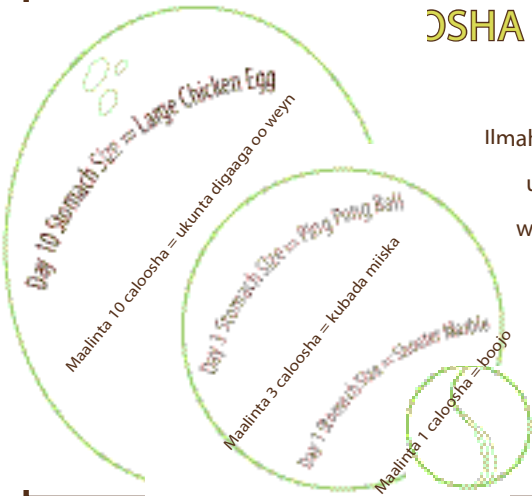 OSHA
Day 10 Stomach Size = Large Chicken Egg
Maalinta 10 caloosha = ukunta digaaga oo weyn
Day 3 Stomach Size = Ping Pong Ball
Maalinta 3 caloosha = kubada miiska
Day 1 Stomach Size = Shooter Marble
Maalinta 1 caloosha = boojo